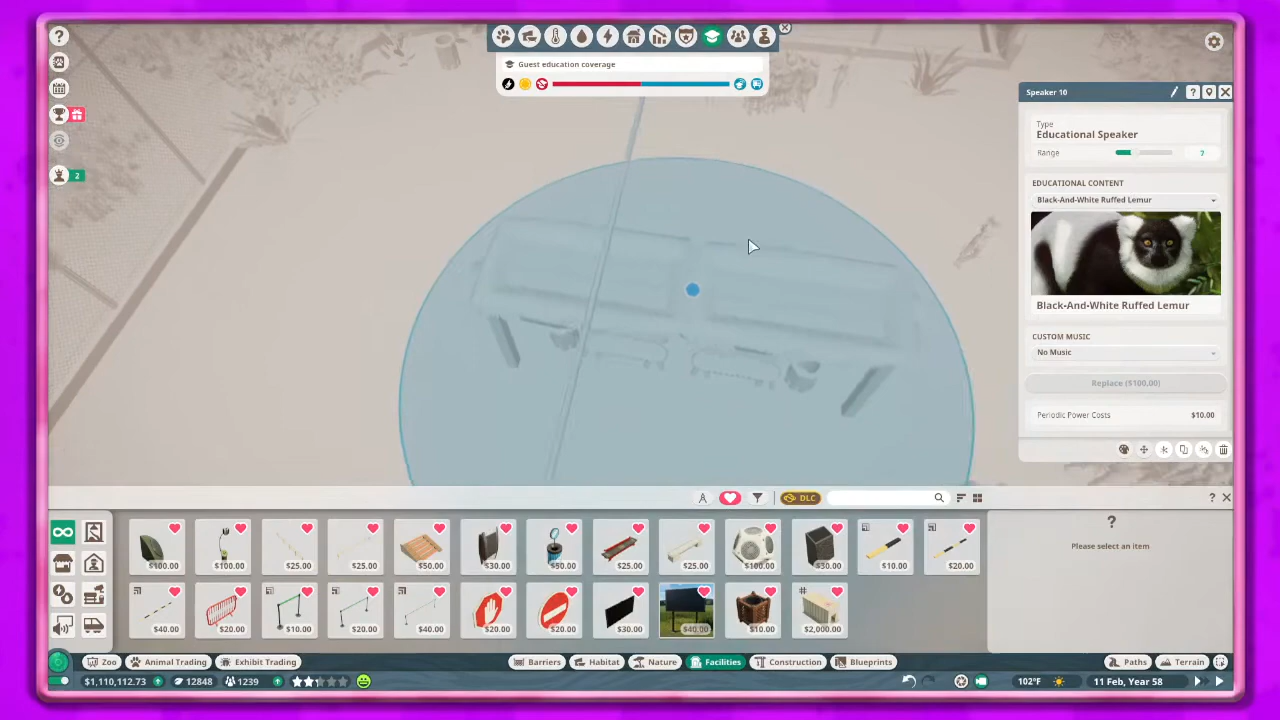 ?
Guest education coverage
2
Speaker 10
?
Type
Educational Speaker
Range
7
EDUCATIONAL CONTENT
Black-And-White Ruffed Lemur
Black-And-White Ruffed Lemur
CUSTOM MUSIC
No Music
Replace ($100.00)
Periodic Power Costs $10.00
DLC
?
$100.00 $100.00 $25.00 $25.00 $50.00 $30.00 $50.00 $25.00 $25.00 $100.00 $30.00 $10.00 $20.00
$40.00 $20.00 $10.00 $20.00 $40.00 $20.00 $20.00 $30.00 $40.00 $10.00 $2,000.00
?
Please select an item
Zoo Animal Trading Exhibit Trading Barriers Habitat Nature Facilities Construction Blueprints Paths Terrain
$1,110,112.73 12848 1239 102°F 11 Feb, Year 58